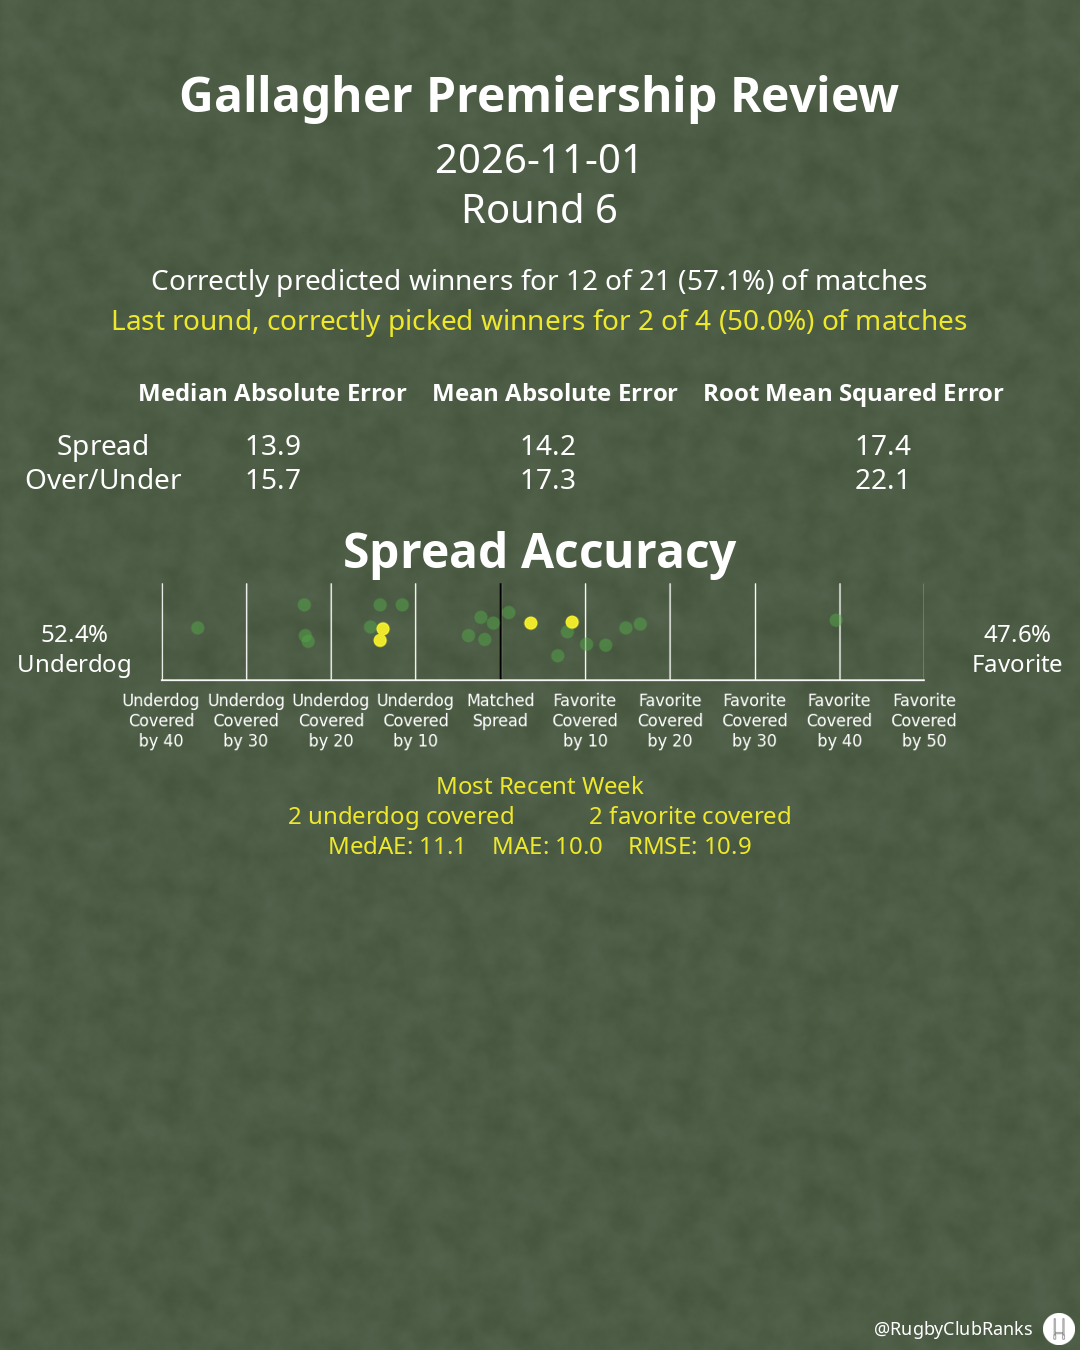 Gallagher Premiership Review
2026-11-01
Round 6
Correctly predicted winners for 12 of 21 (57.1%) of matches
Last round, correctly picked winners for 2 of 4 (50.0%) of matches
Median Absolute Error Mean Absolute Error Root Mean Squared Error
Spread 13.9 14.2 17.4
Over/Under 15.7 17.3 22.1
Spread Accuracy
52.4%
Underdog
47.6%
Favorite
Underdog Underdog Underdog Underdog Matched Favorite Favorite Favorite Favorite Favorite
Covered Covered Covered Covered Spread Covered Covered Covered Covered Covered
by 40 by 30 by 20 by 10 by 10 by 20 by 30 by 40 by 50
Most Recent Week
2 underdog covered 2 favorite covered
MedAE: 11.1 MAE: 10.0 RMSE: 10.9
@RugbyClubRanks